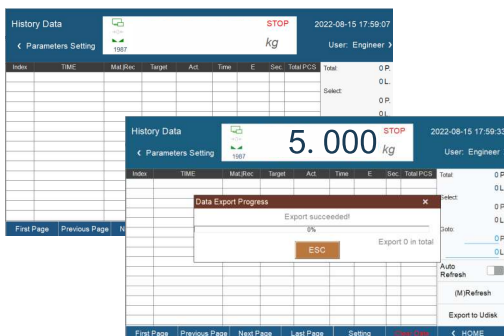 History Data
STOP
2022-08-15 17:59:07
< Parameters Setting
1987
kg
User: Engineer >
Index TIME Mat.|Rec Target Act. Time E Sec. Total PCS
Total: 0 P.
0 L.
Select:
0 P.
0 L.
First Page Previous Page N
History Data
5.000
STOP
2022-08-15 17:59:33
< Parameters Setting
1987
kg
User: Engineer
Index TIME Mat.|Rec Target Act. Time E Sec. Total PCS
Total: 0 P
0 L
Select:
0 P
0 L
Goto:
0 P
0 L
Data Export Progress ×
Export succeeded!
0%
Export 0 in total
ESC
Auto
Refresh
(M)Refresh
Export to Udisk
First Page Previous Page Next Page Last Page Setting Clear Data < HOME